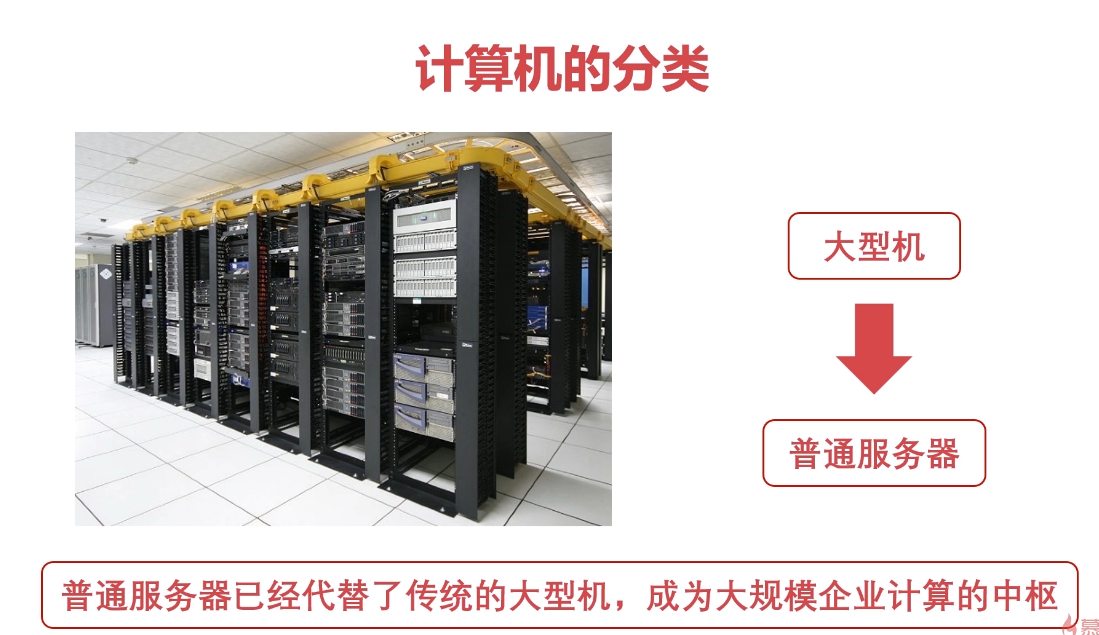 计算机的分类
大型机
普通服务器
普通服务器已经代替了传统的大型机，成为大规模企业计算的中枢
慕